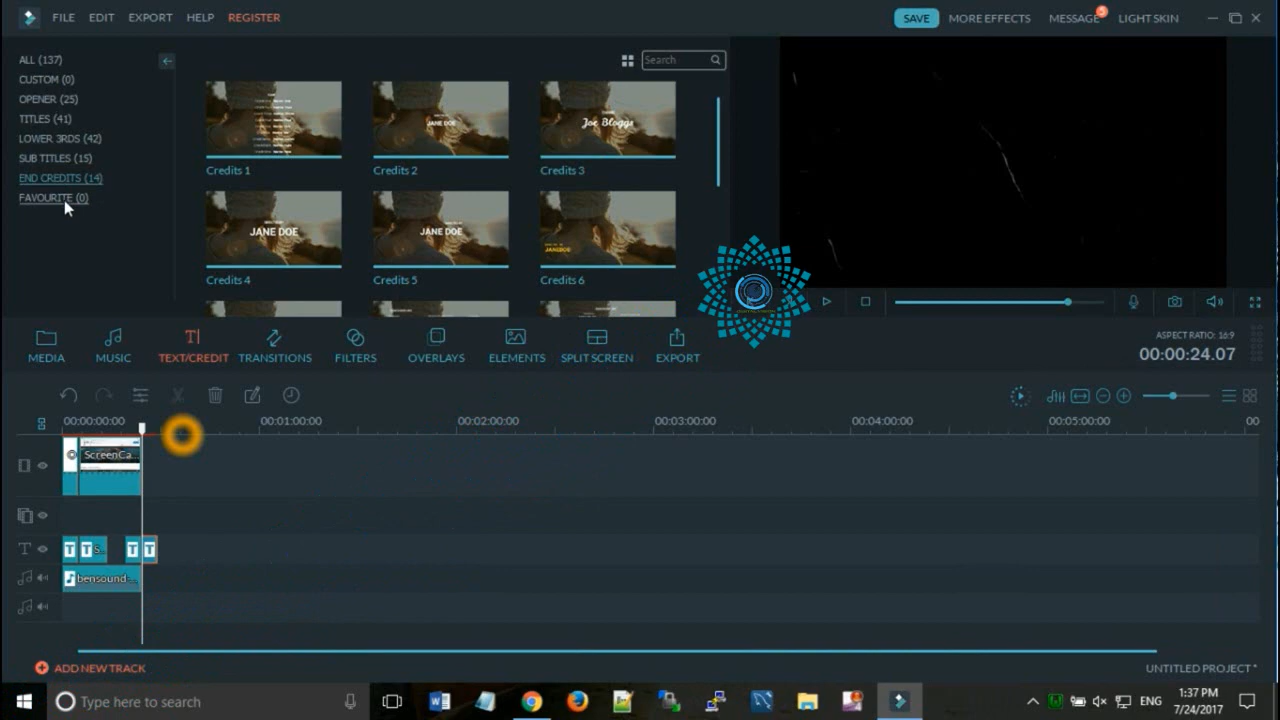 FILE EDIT EXPORT HELP REGISTER SAVE MORE EFFECTS MESSAGE LIGHT SKIN
ALL (137)
CUSTOM (0)
OPENER (25)
TITLES (41)
LOWER 3RDS (42)
SUB TITLES (15)
END CREDITS (14)
FAVOURITE (0)
Search
JANE DOE
Joe Bloggs
Credits 1 Credits 2 Credits 3
JANE DOE JANE DOE JANEDOE
Credits 4 Credits 5 Credits 6
MEDIA MUSIC TEXT/CREDIT TRANSITIONS FILTERS OVERLAYS ELEMENTS SPLIT SCREEN EXPORT
ASPECT RATIO: 16:9
00:00:24.07
00:00:00:00 00:01:00:00 00:02:00:00 00:03:00:00 00:04:00:00 00:05:00:00 00
ScreenCa...
T T S.. T T
bensound-...
ADD NEW TRACK
UNTITLED PROJECT *
Type here to search
ENG
1:37 PM
7/24/2017